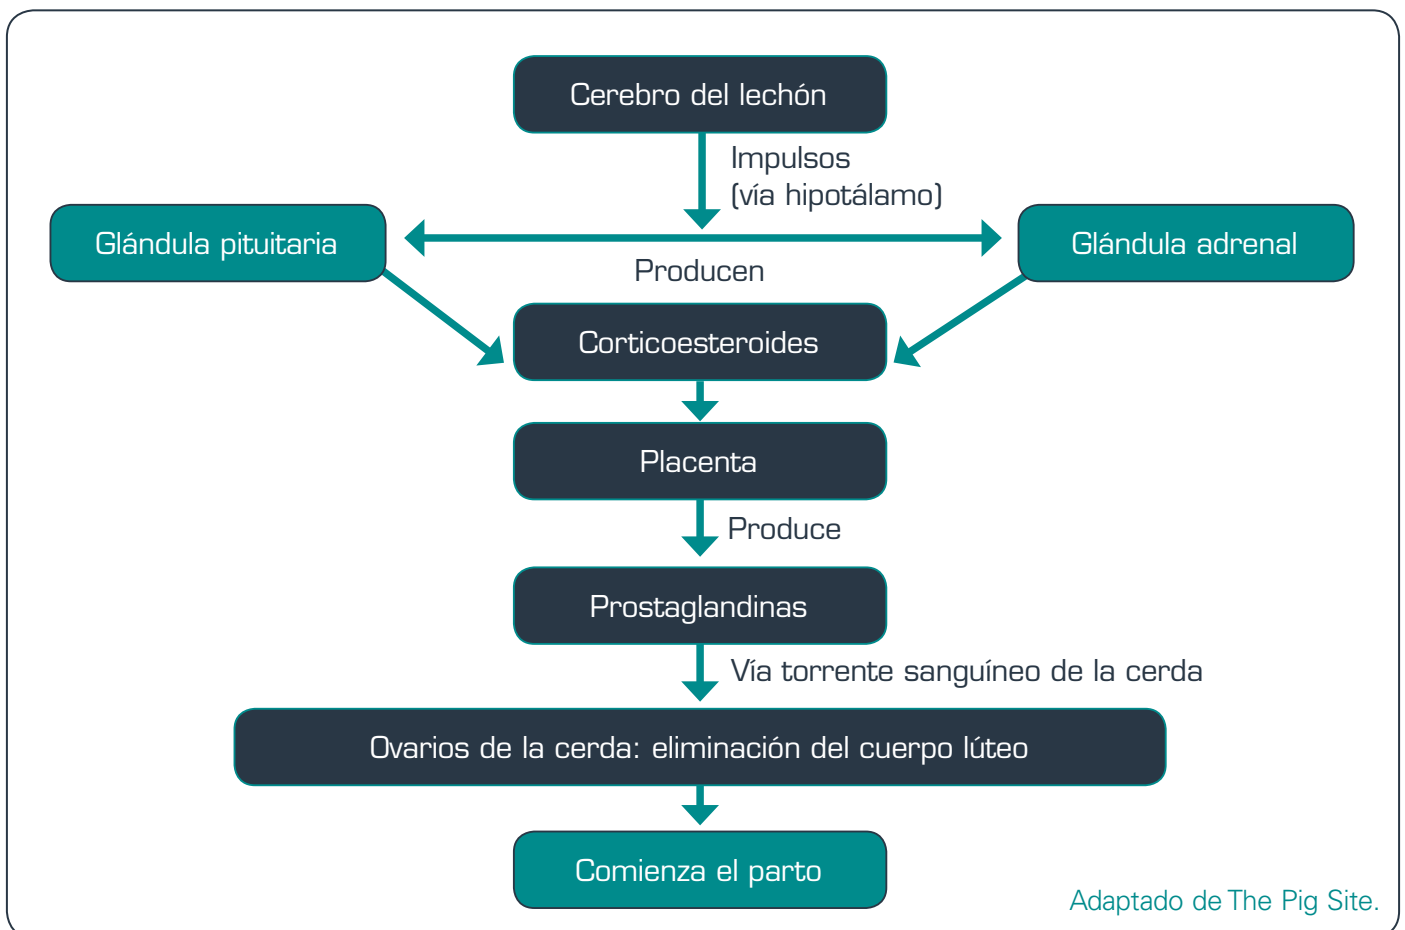 Cerebro del lechón
Impulsos
(vía hipotálamo)
Glándula pituitaria
Glándula adrenal
Producen
Corticoesteroides
Placenta
Produce
Prostaglandinas
Vía torrente sanguíneo de la cerda
Ovarios de la cerda: eliminación del cuerpo lúteo
Comienza el parto
Adaptado de The Pig Site.